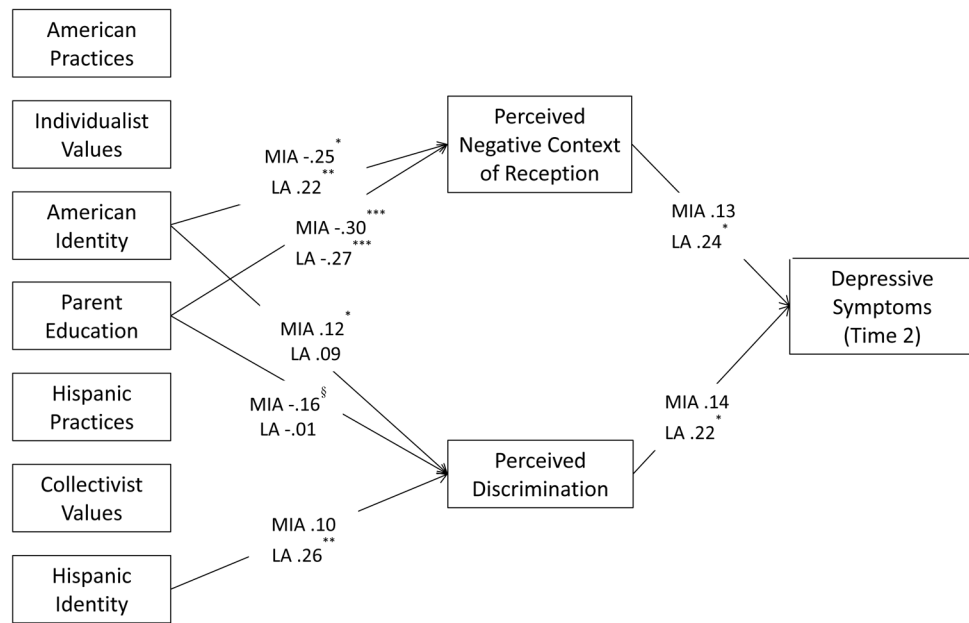 American
Practices
Individualist
Values
American
Identity
Parent
Education
Hispanic
Practices
Collectivist
Values
Hispanic
Identity
MIA -.25*
LA .22**
MIA -.30***
LA -.27***
MIA .12*
LA .09
MIA -.16§
LA -.01
MIA .10
LA .26**
Perceived
Negative Context
of Reception
Perceived
Discrimination
MIA .13
LA .24*
MIA .14
LA .22*
Depressive
Symptoms
(Time 2)